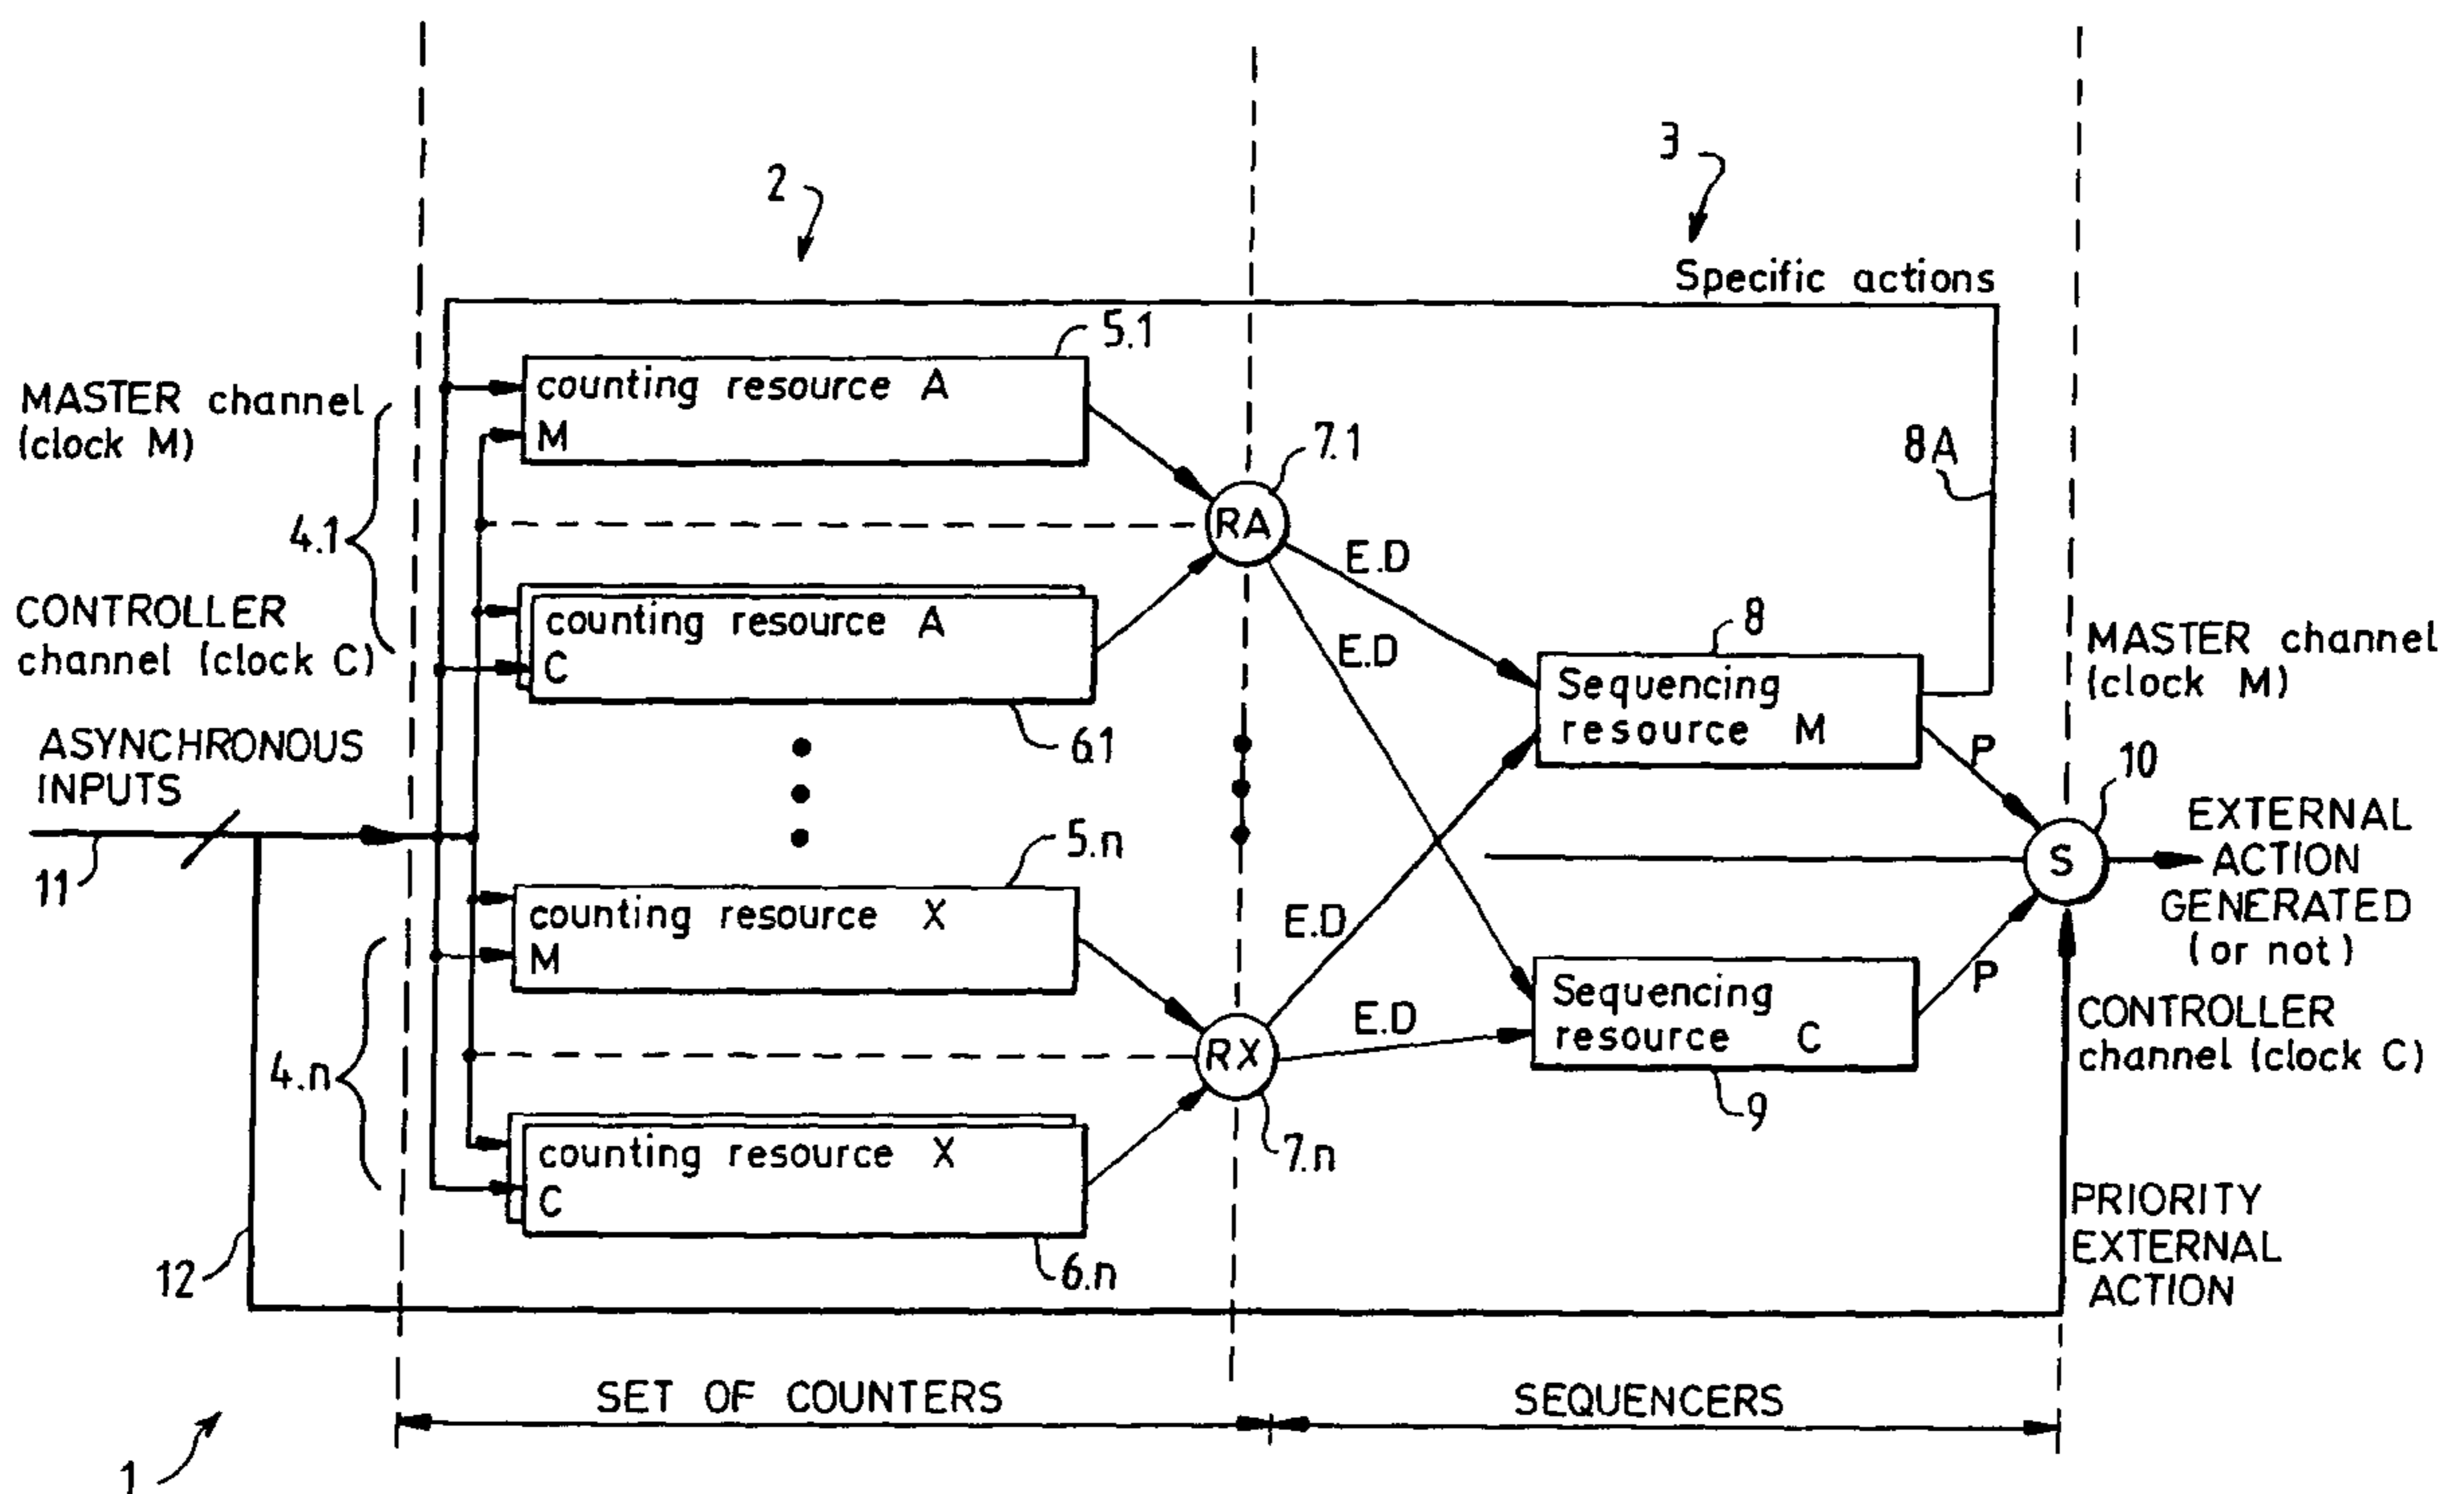 2
3
Specific actions
5.1
counting resource A
M
MASTER channel
(clock M)
7.1
8A
RA
4.1
E.D
CONTROLLER
channel (clock C)
counting resource A
C
E.D
8
MASTER channel
(clock M)
Sequencing
resource M
6.1
P
10
ASYNCHRONOUS
INPUTS
11
5.n
EXTERNAL
ACTION
GENERATED
(or not)
S
counting resource X
M
E.D
P
Sequencing
resource C
E.D
CONTROLLER
channel (clock C)
RX
4.n
9
7.n
counting resource X
C
6.n
12
PRIORITY
EXTERNAL
ACTION
SET OF COUNTERS
SEQUENCERS
1